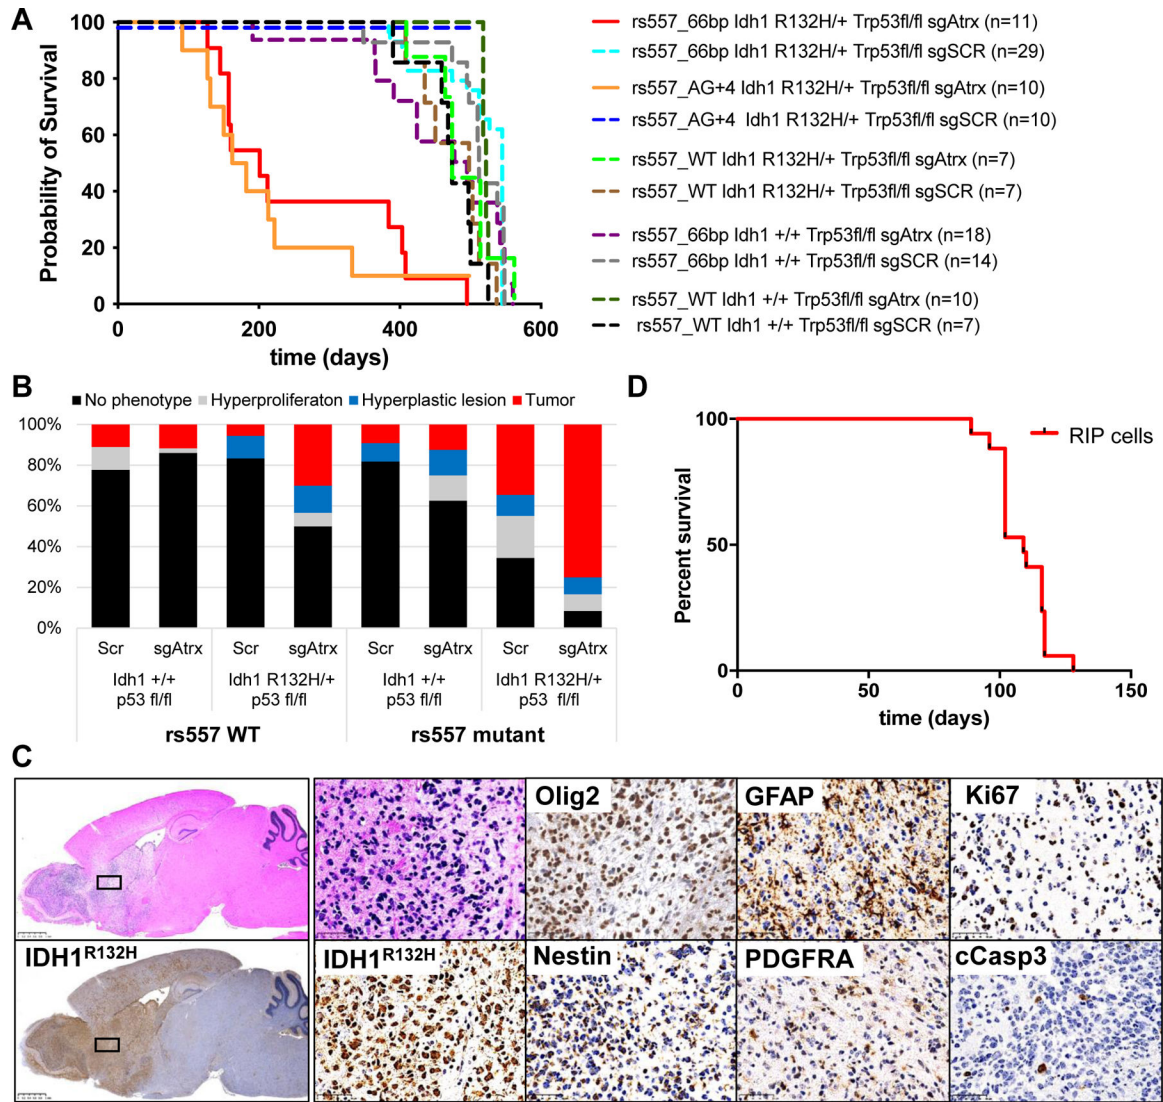 A
Probability of Survival
100
80
60
40
20
0
0
200
400
600
time (days)
rs557_66bp Idh1 R132H/+ Trp53fl/fl sgAtrx (n=11)
rs557_66bp Idh1 R132H/+ Trp53fl/fl sgSCR (n=29)
rs557_AG+4 Idh1 R132H/+ Trp53fl/fl sgAtrx (n=10)
rs557_AG+4 Idh1 R132H/+ Trp53fl/fl sgSCR (n=10)
rs557_WT Idh1 R132H/+ Trp53fl/fl sgAtrx (n=7)
rs557_WT Idh1 R132H/+ Trp53fl/fl sgSCR (n=7)
rs557_66bp Idh1 +/+ Trp53fl/fl sgAtrx (n=18)
rs557_66bp Idh1 +/+ Trp53fl/fl sgSCR (n=14)
rs557_WT Idh1 +/+ Trp53fl/fl sgAtrx (n=10)
rs557_WT Idh1 +/+ Trp53fl/fl sgSCR (n=7)
B
No phenotype Hyperproliferaton Hyperplastic lesion Tumor
100%
80%
60%
40%
20%
0%
Scr sgAtrx Scr sgAtrx Scr sgAtrx Scr sgAtrx
Idh1 +/+ Idh1 R132H/+ Idh1 +/+ Idh1 R132H/+
p53 fl/fl p53 fl/fl p53 fl/fl p53 fl/fl
rs557 WT rs557 mutant
D
Percent survival
100
50
0
0
50
100
150
time (days)
RIP cells
C
Olig2
GFAP
Ki67
IDH1R132H
IDH1R132H
Nestin
PDGFRA
cCasp3